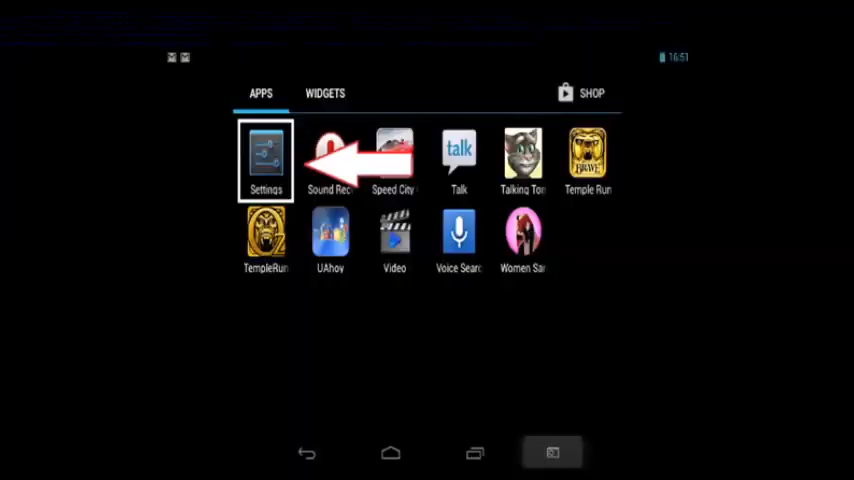 16:51
APPS WIDGETS SHOP
Settings Sound Rec Speed City Talk Talking Tom Temple Run
TempleRun UAhoy Video Voice Searc Women Sar
talk
BRAVE